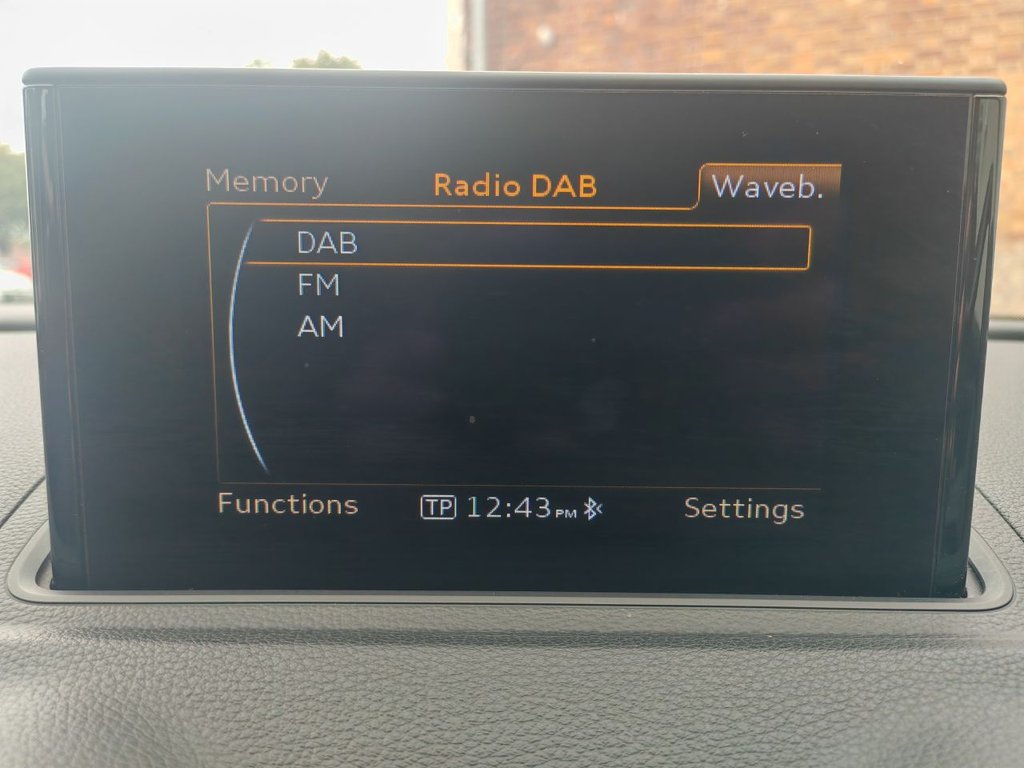 Memory Radio DAB Waveb.
DAB
FM
AM
Functions TP 12:43 PM Settings